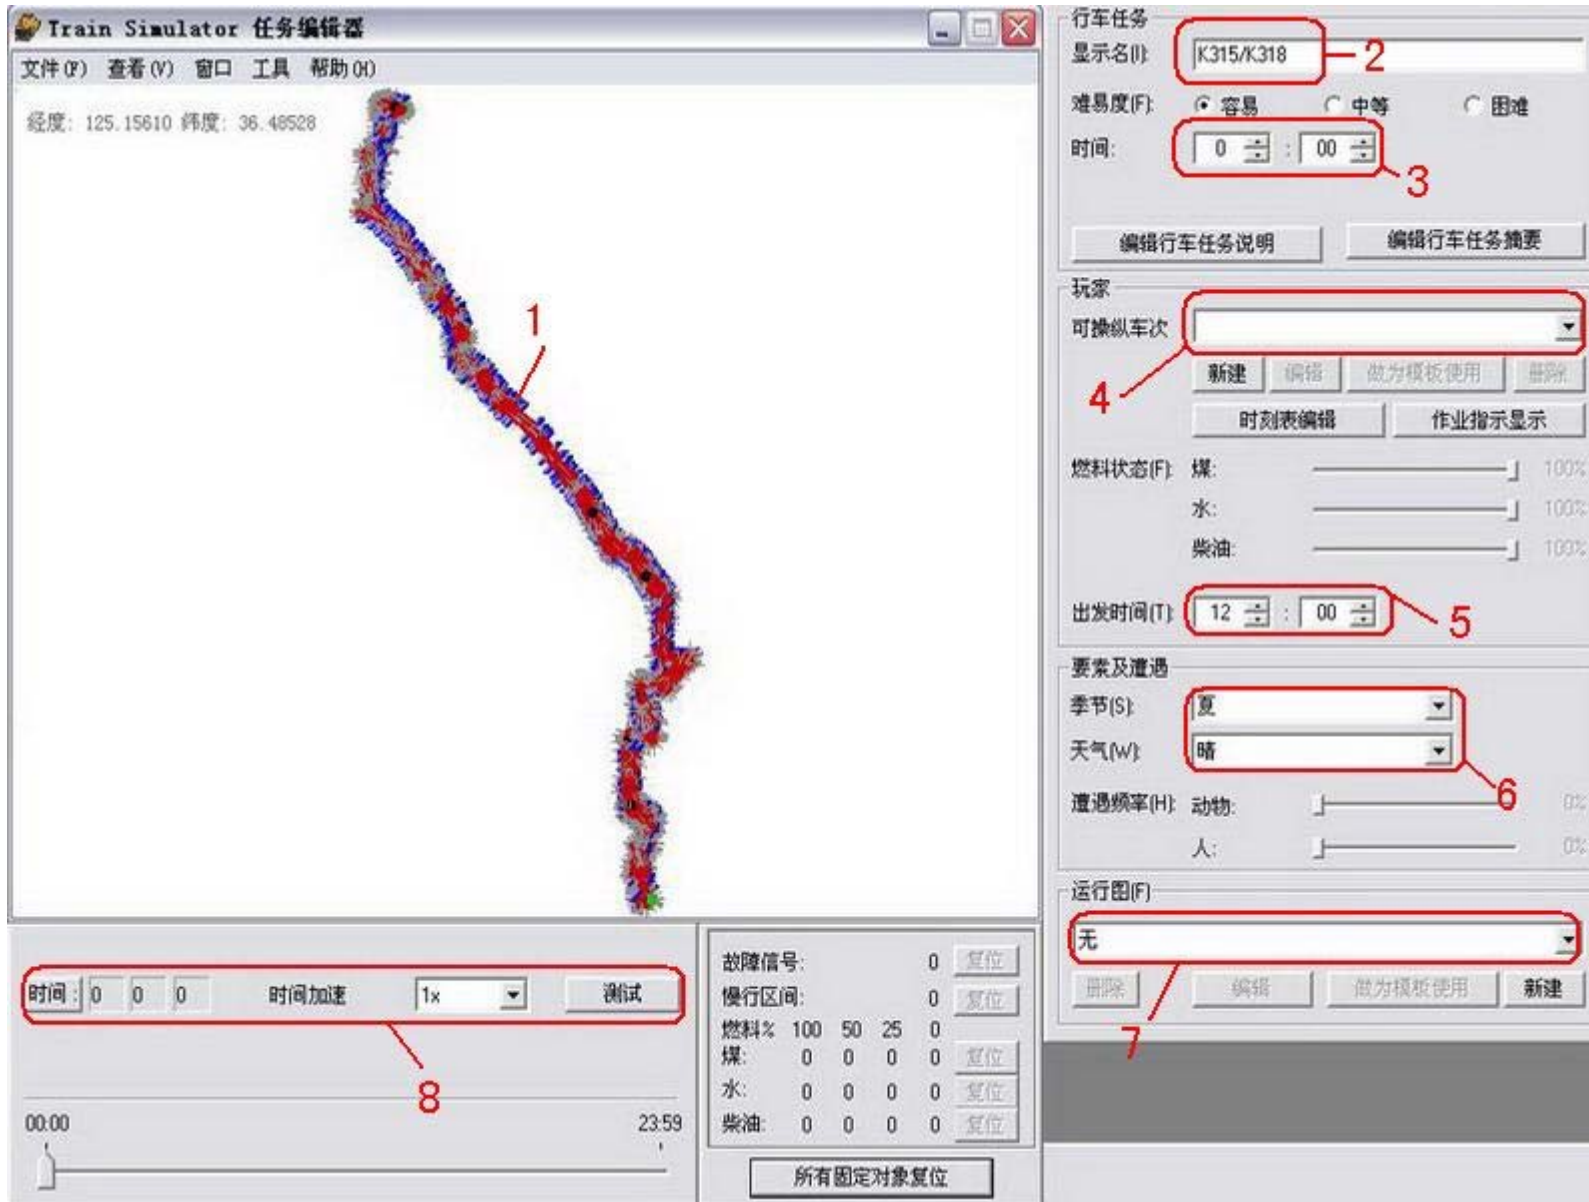 Train Simulator 任务编辑器
文件(F) 查看(V) 窗口 工具 帮助(H)
经度: 125.15610 纬度: 36.48528
1
行车任务
显示名(I): K315/K318
2
难易度(F): 容易 中等 困难
时间: 0 : 00
3
编辑行车任务说明 编辑行车任务摘要
玩家
可操纵车次
4
新建 编辑 做为模板使用 删除
时刻表编辑 作业指示显示
燃料状态(F): 煤: 100%
水: 100%
柴油: 100%
出发时间(T): 12 : 00
5
要素及遭遇
季节(S): 夏
天气(W): 晴
6
遭遇频率(H): 动物: 0%
人: 0%
运行图(F)
无
删除 编辑 做为模板使用 新建
7
时间: 0 0 0 时间加速 1x 测试
8
00:00 23:59
故障信号: 0 复位
慢行区间: 0 复位
燃料% 100 50 25 0
煤: 0 0 0 0 复位
水: 0 0 0 0 复位
柴油: 0 0 0 0 复位
所有固定对象复位